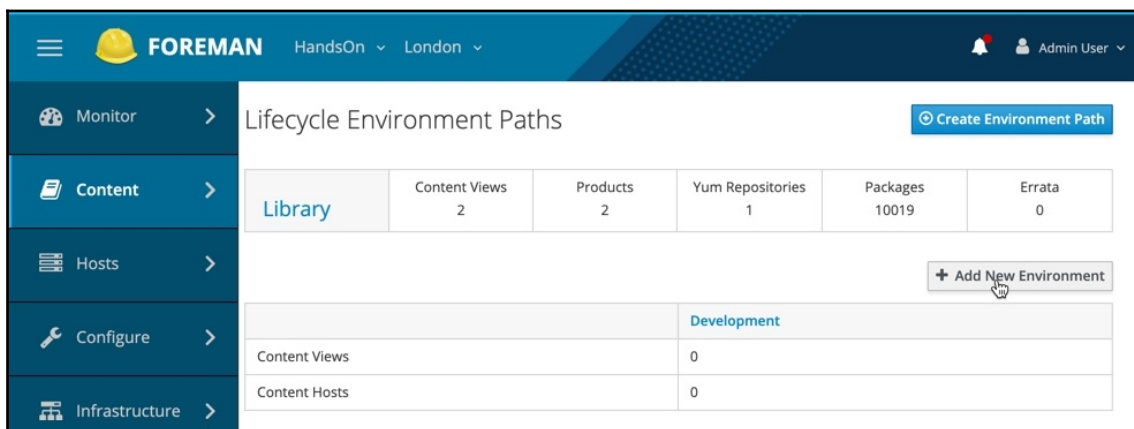 FOREMAN HandsOn London Admin User
Monitor
Content
Hosts
Configure
Infrastructure
Lifecycle Environment Paths
Create Environment Path
Library
Content Views Products Yum Repositories Packages Errata
2 2 1 10019 0
Add New Environment
Development
Content Views 0
Content Hosts 0